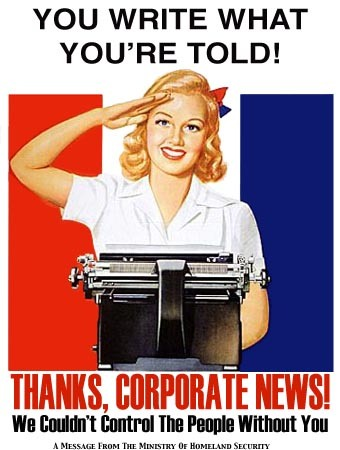 YOU WRITE WHAT
YOU'RE TOLD!
THANKS, CORPORATE NEWS!
We Couldn't Control The People Without You
A MESSAGE FROM THE MINISTRY OF HOMELAND SECURITY